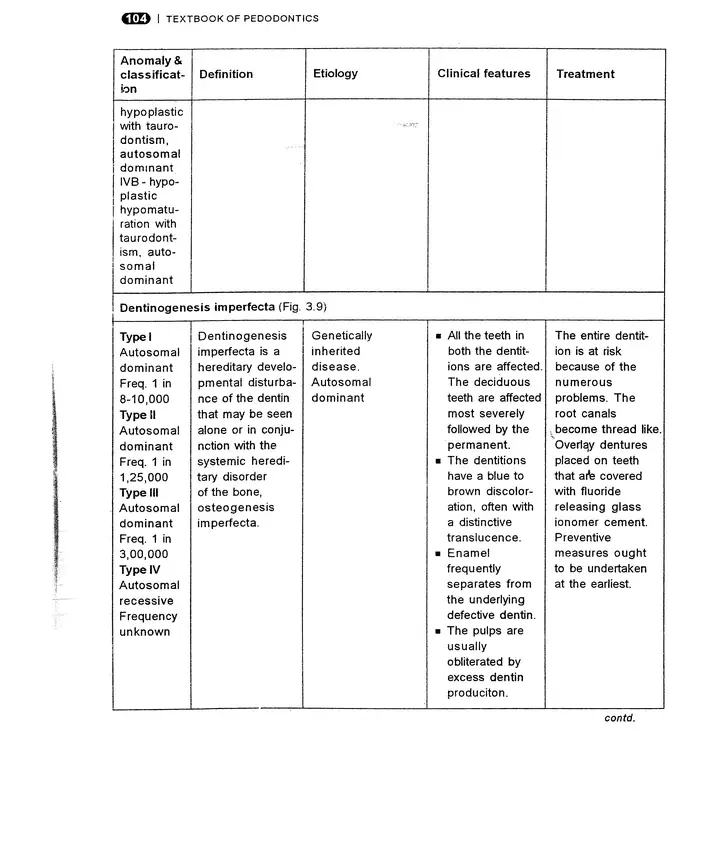 104 | TEXTBOOK OF PEDODONTICS
Anomaly &
classificat-
ion
Definition
Etiology
Clinical features
Treatment
hypoplastic
with tauro-
dontism,
autosomal
dominant
IVB - hypo-
plastic
hypomatu-
ration with
taurodont-
ism, auto-
somal
dominant
Dentinogenesis imperfecta (Fig. 3.9)
Type I
Autosomal
dominant
Freq. 1 in
8-10,000
Type II
Autosomal
dominant
Freq. 1 in
1,25,000
Type III
Autosomal
dominant
Freq. 1 in
3,00,000
Type IV
Autosomal
recessive
Frequency
unknown
Dentinogenesis
imperfecta is a
hereditary develo-
pmental disturba-
nce of the dentin
that may be seen
alone or in conju-
nction with the
systemic heredi-
tary disorder
of the bone,
osteogenesis
imperfecta.
Genetically
inherited
disease.
Autosomal
dominant
■ All the teeth in
both the dentit-
ions are affected.
The deciduous
teeth are affected
most severely
followed by the
permanent.
■ The dentitions
have a blue to
brown discolor-
ation, often with
a distinctive
translucence.
■ Enamel
frequently
separates from
the underlying
defective dentin.
■ The pulps are
usually
obliterated by
excess dentin
produciton.
The entire dentit-
ion is at risk
because of the
numerous
problems. The
root canals
become thread like.
Overlay dentures
placed on teeth
that are covered
with fluoride
releasing glass
ionomer cement.
Preventive
measures ought
to be undertaken
at the earliest.
contd.